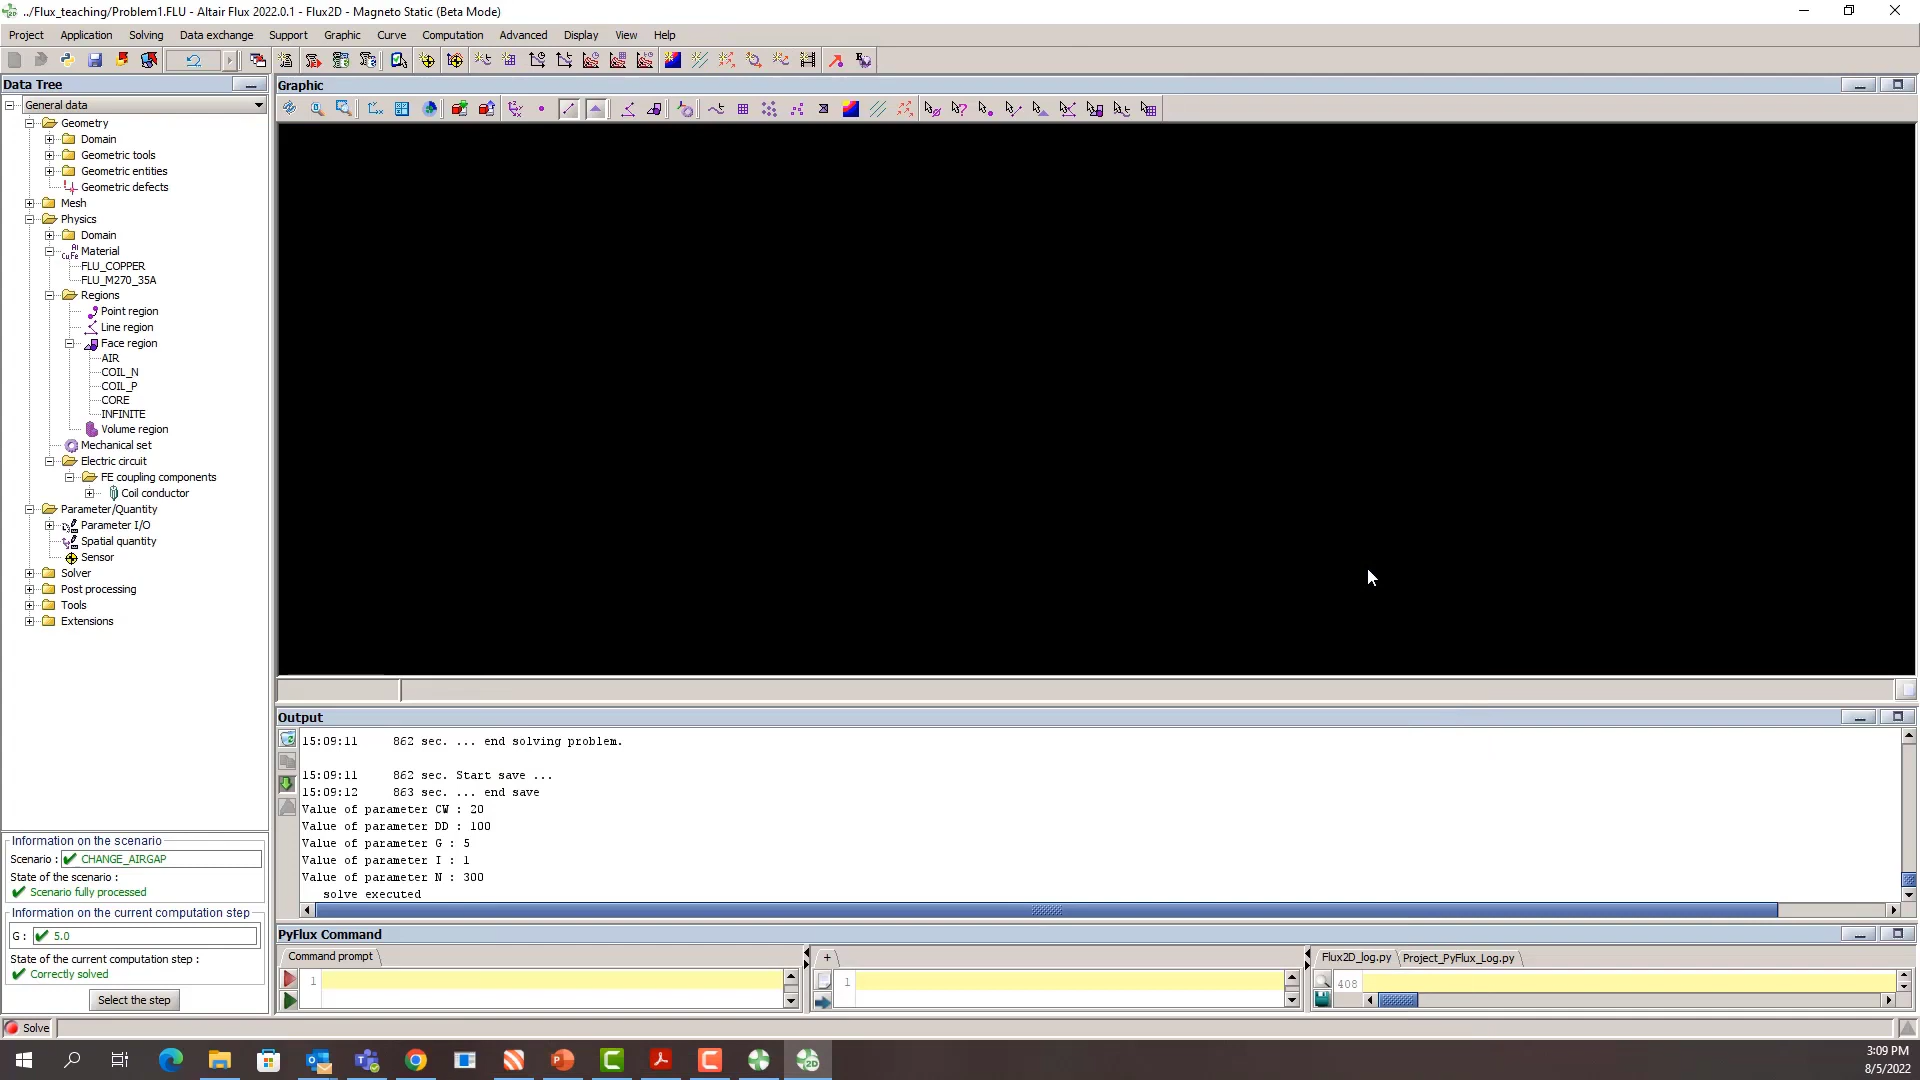 ../Flux_teaching/Problem1.FLU - Altair Flux 2022.0.1 - Flux2D - Magneto Static (Beta Mode)
Project Application Solving Data exchange Support Graphic Curve Computation Advanced Display View Help
Data Tree
General data
Geometry
Domain
Geometric tools
Geometric entities
Geometric defects
Mesh
Physics
Domain
Material
FLU_COPPER
FLU_M270_35A
Regions
Point region
Line region
Face region
AIR
COIL_N
COIL_P
CORE
INFINITE
Volume region
Mechanical set
Electric circuit
FE coupling components
Coil conductor
Parameter/Quantity
Parameter I/O
Spatial quantity
Sensor
Solver
Post processing
Tools
Extensions
Information on the scenario
Scenario : CHANGE_AIRGAP
State of the scenario :
Scenario fully processed
Information on the current computation step
G : 5.0
State of the current computation step :
Correctly solved
Select the step
Solve
Graphic
Output
15:09:11 862 sec. ... end solving problem.
15:09:11 862 sec. Start save ...
15:09:12 863 sec. ... end save
Value of parameter CW : 20
Value of parameter DD : 100
Value of parameter G : 5
Value of parameter I : 1
Value of parameter N : 300
solve executed
PyFlux Command
Command prompt + Flux2D_log.py Project_PyFlux_Log.py
1 1 408
3:09 PM
8/5/2022